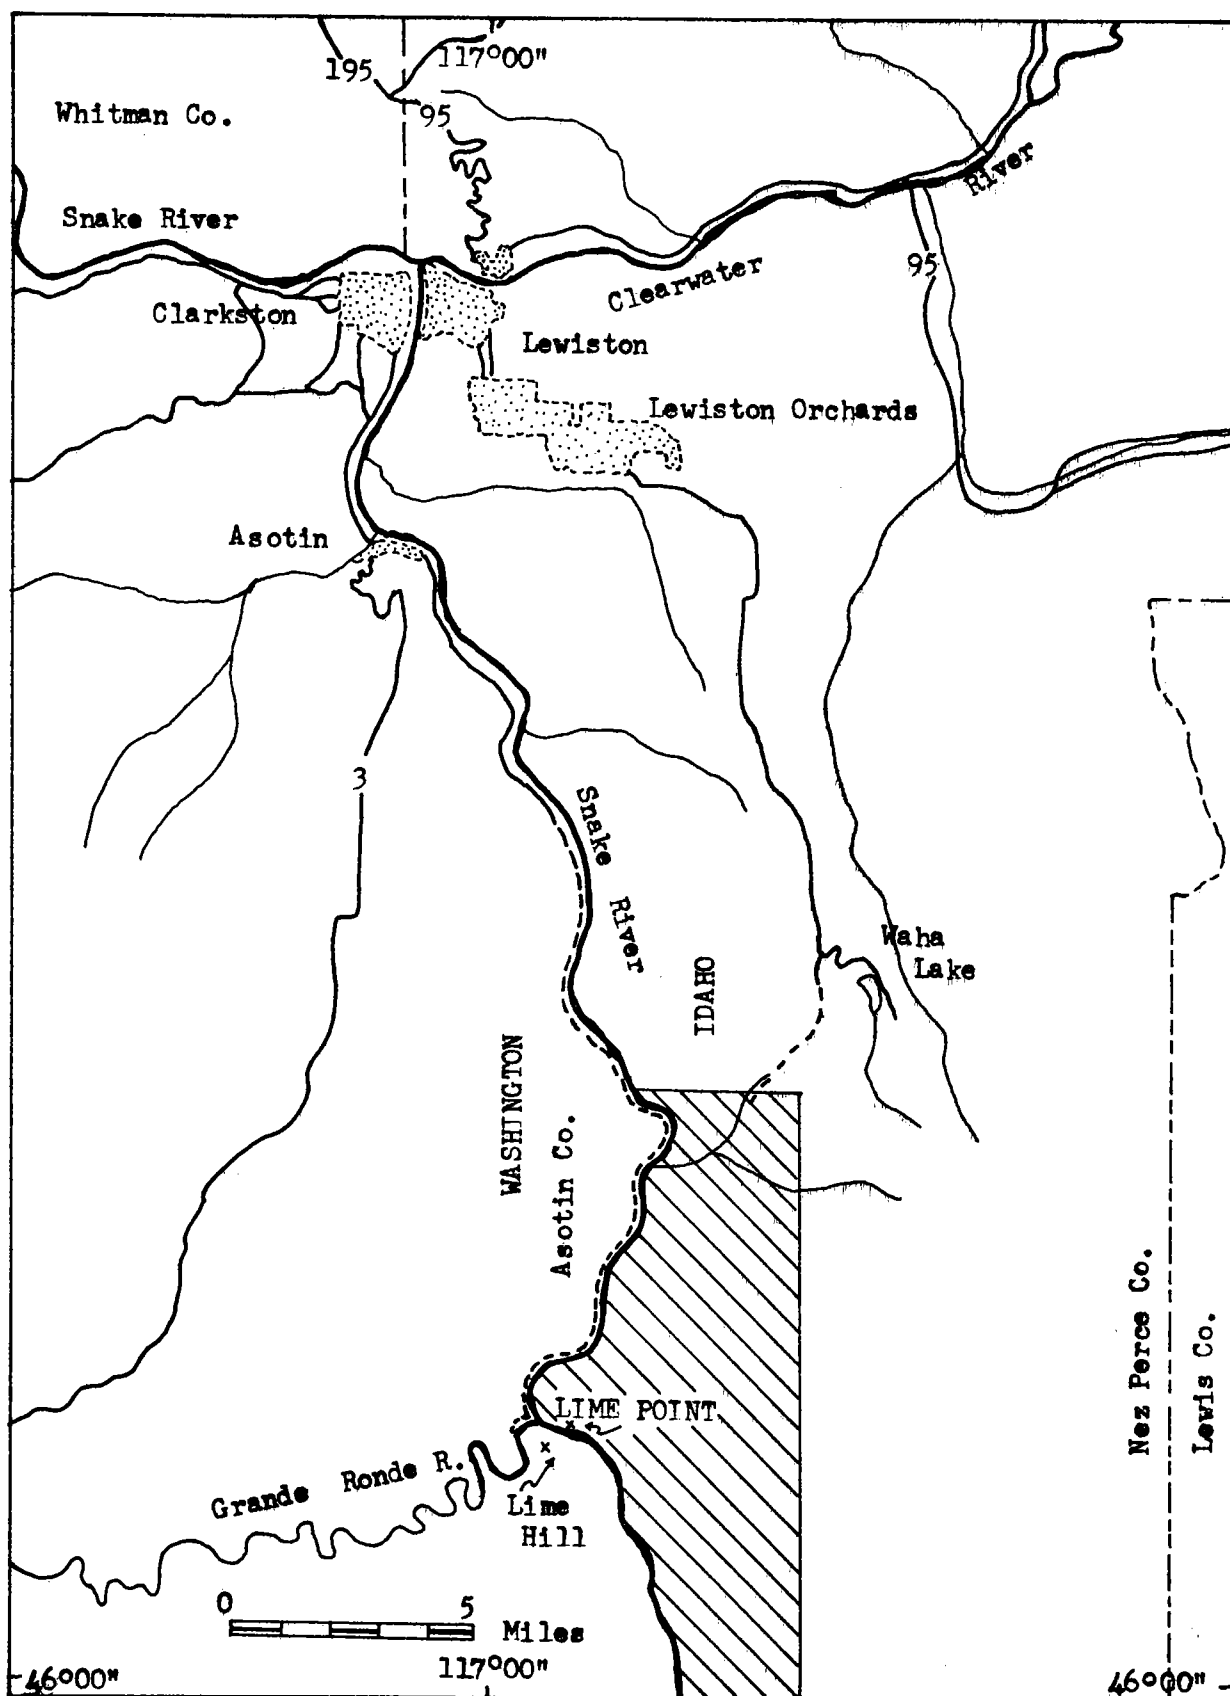 117°00"
195
95
Whitman Co.
River
Snake River
95
Clearwater
Clarkston
Lewiston
Lewiston Orchards
Asotin
3
Snake River
Waha
Lake
IDAHO
WASHINGTON
Asotin Co.
Nez Perce Co.
Lewis Co.
LIME POINT
Grande Ronde R.
Lime
Hill
0 5
Miles
46°00"
117°00"
46°00"